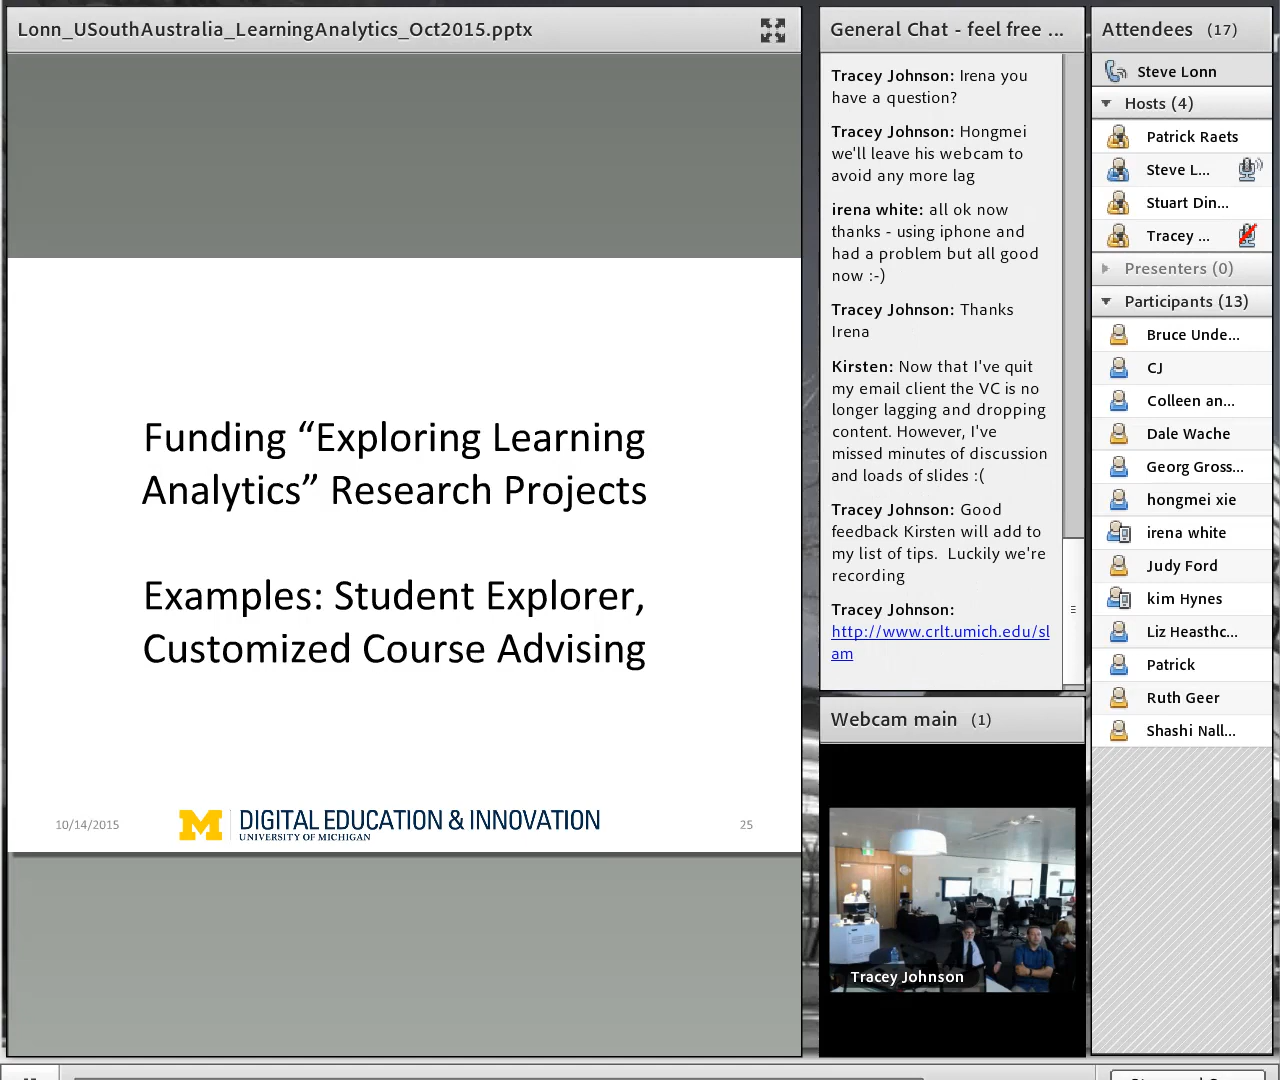 Lonn_USouthAustralia_LearningAnalytics_Oct2015.pptx
Funding “Exploring Learning
Analytics” Research Projects
Examples: Student Explorer,
Customized Course Advising
10/14/2015
M DIGITAL EDUCATION & INNOVATION
UNIVERSITY OF MICHIGAN
25
General Chat - feel free ...
Tracey Johnson: Irena you
have a question?
Tracey Johnson: Hongmei
we'll leave his webcam to
avoid any more lag
irena white: all ok now
thanks - using iphone and
had a problem but all good
now :-)
Tracey Johnson: Thanks
Irena
Kirsten: Now that I've quit
my email client the VC is no
longer lagging and dropping
content. However, I've
missed minutes of discussion
and loads of slides :(
Tracey Johnson: Good
feedback Kirsten will add to
my list of tips.  Luckily we're
recording
Tracey Johnson:
http://www.crlt.umich.edu/sl
am
Webcam main (1)
Tracey Johnson
Attendees (17)
Steve Lonn
Hosts (4)
Patrick Raets
Steve L...
Stuart Din...
Tracey ...
Presenters (0)
Participants (13)
Bruce Unde...
CJ
Colleen an...
Dale Wache
Georg Gross...
hongmei xie
irena white
Judy Ford
kim Hynes
Liz Heasthc...
Patrick
Ruth Geer
Shashi Nall...